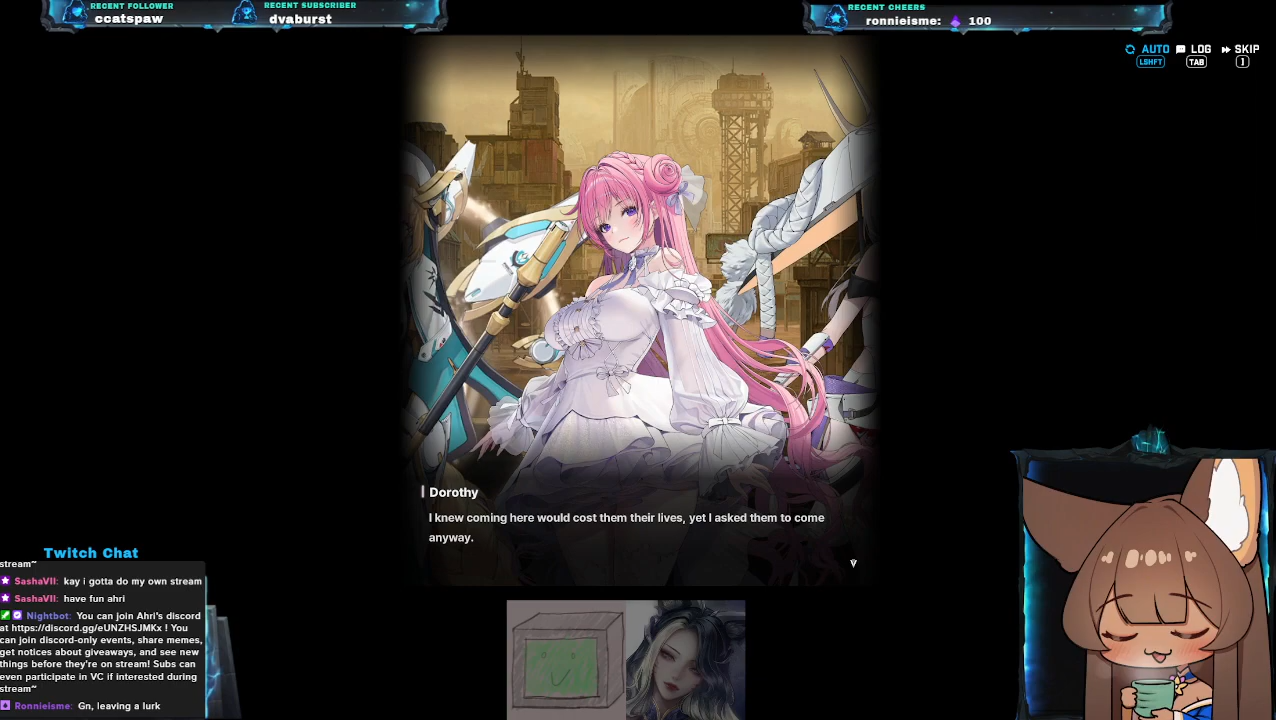 RECENT FOLLOWER
ccatspaw
RECENT SUBSCRIBER
dvaburst
RECENT CHEERS
ronnieisme: 100
AUTO LOG SKIP
LSHFT TAB I
Dorothy
I knew coming here would cost them their lives, yet I asked them to come
anyway.
Twitch Chat
stream~
SashaVII: kay i gotta do my own stream
SashaVII: have fun ahri
Nightbot: You can join Ahri's discord
at https://discord.gg/eUNZHSJMKx ! You
can join discord-only events, share memes,
get notices about giveaways, and see new
things before they're on stream! Subs can
even participate in VC if interested during
stream~
Ronnieisme: Gn, leaving a lurk